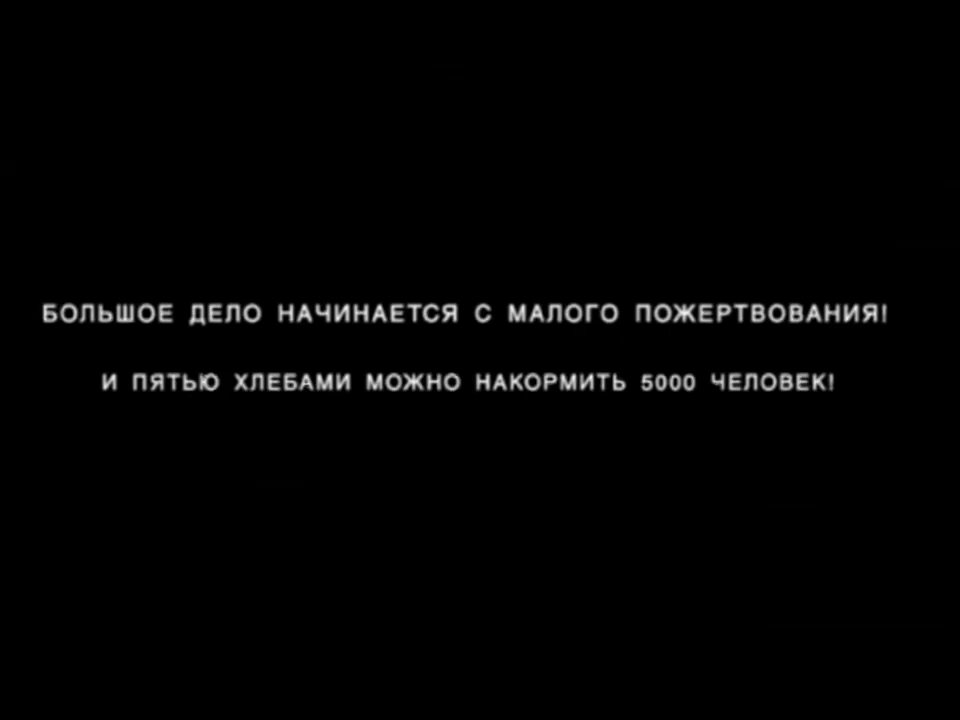 БОЛЬШОЕ ДЕЛО НАЧИНАЕТСЯ С МАЛОГО ПОЖЕРТВОВАНИЯ!
И ПЯТЬЮ ХЛЕБАМИ МОЖНО НАКОРМИТЬ 5000 ЧЕЛОВЕК!